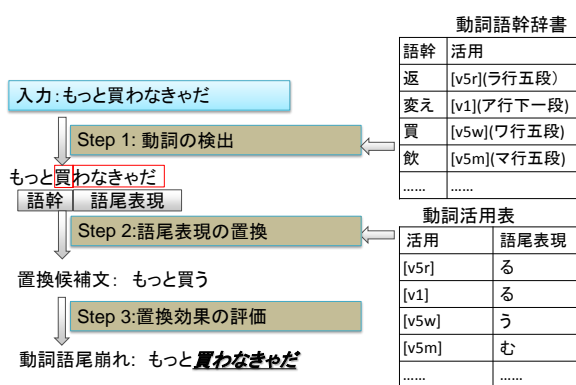 動詞語幹辞書
語幹 活用
返 [v5r](ラ行五段）
変え [v1](ア行下一段)
買 [v5w](ワ行五段)
飲 [v5m](マ行五段)
...... ......
入力:もっと買わなきゃだ
Step 1: 動詞の検出
もっと買わなきゃだ
語幹 語尾表現
Step 2:語尾表現の置換
動詞活用表
活用 語尾表現
[v5r] る
[v1] る
[v5w] う
[v5m] む
...... ......
置換候補文： もっと買う
Step 3:置換効果の評価
動詞語尾崩れ： もっと買わなきゃだ